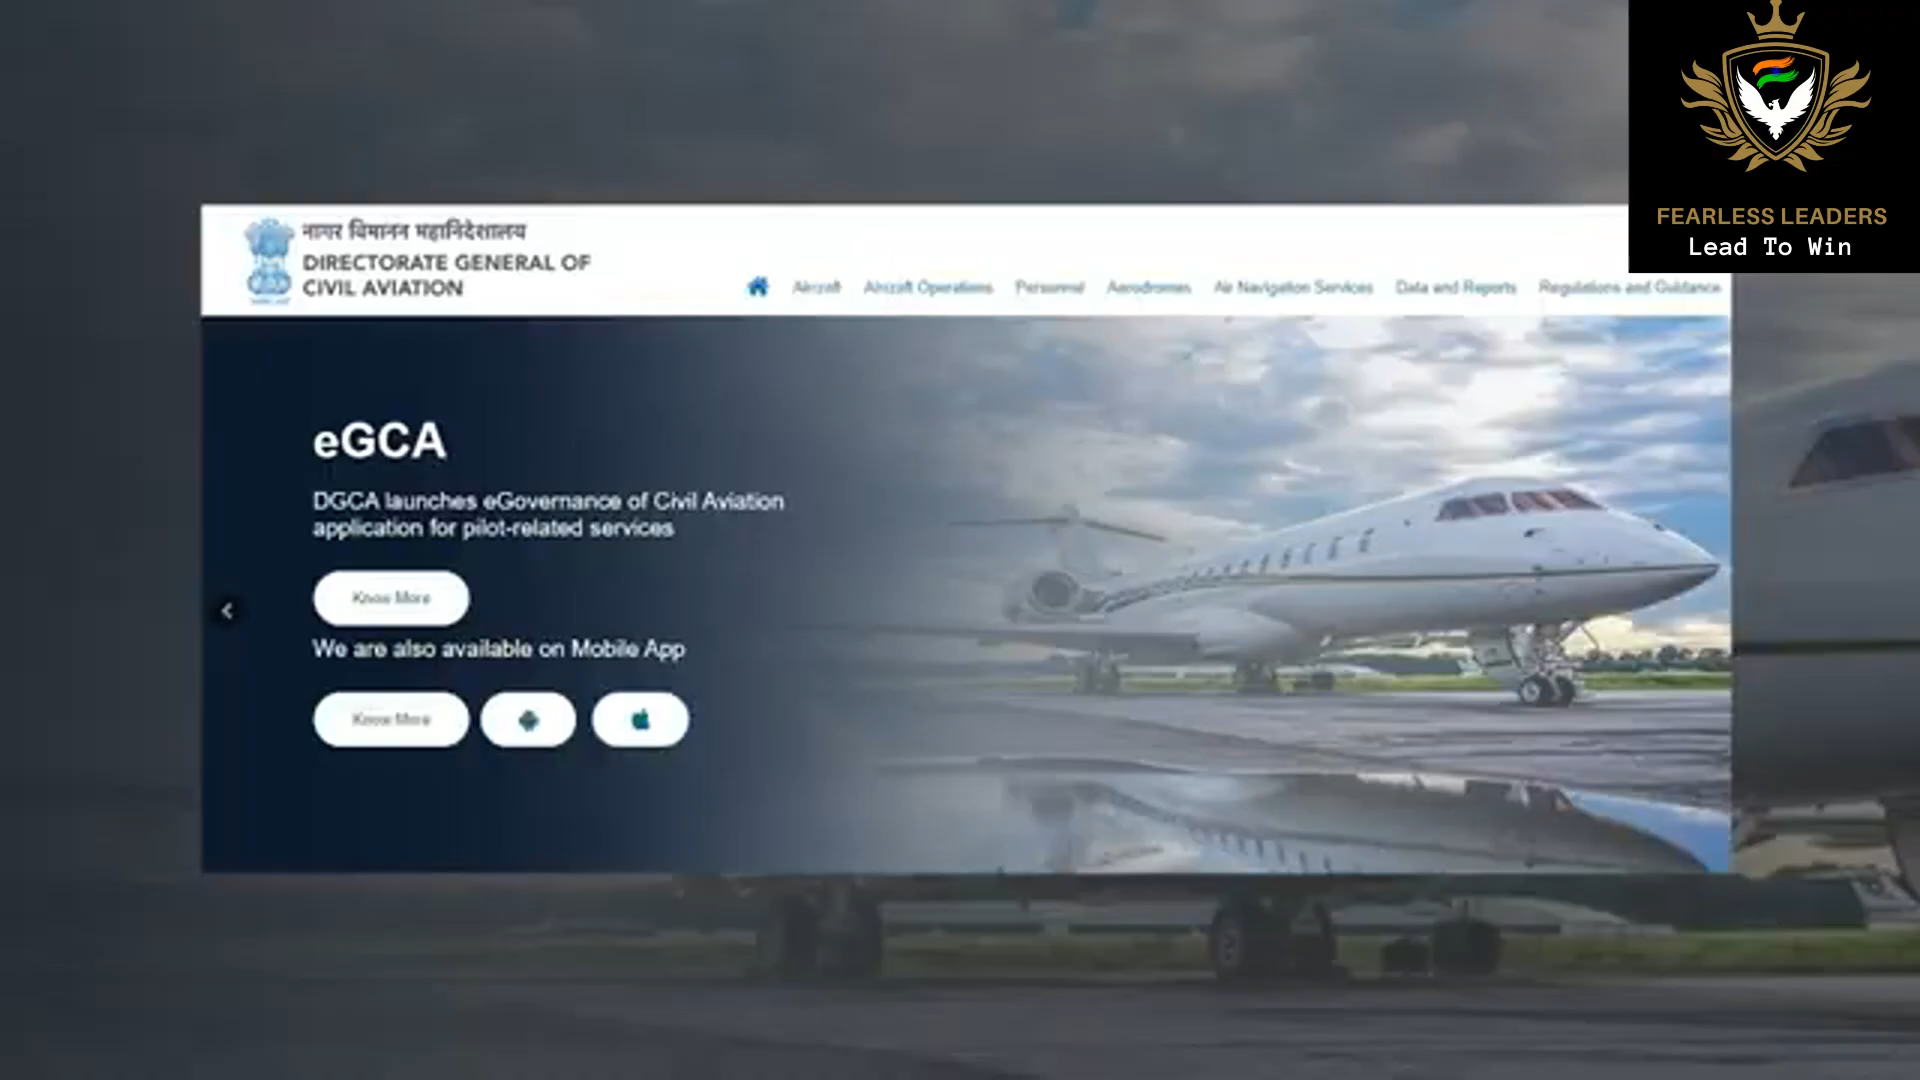 FEARLESS LEADERS
Lead To Win
नागर विमानन महानिदेशालय
DIRECTORATE GENERAL OF
CIVIL AVIATION
Aircraft Aircraft Operations Personnel Aerodromes Air Navigation Services Data and Reports Regulations and Guidance
eGCA
DGCA launches eGovernance of Civil Aviation
application for pilot-related services
Know More
We are also available on Mobile App
Know More